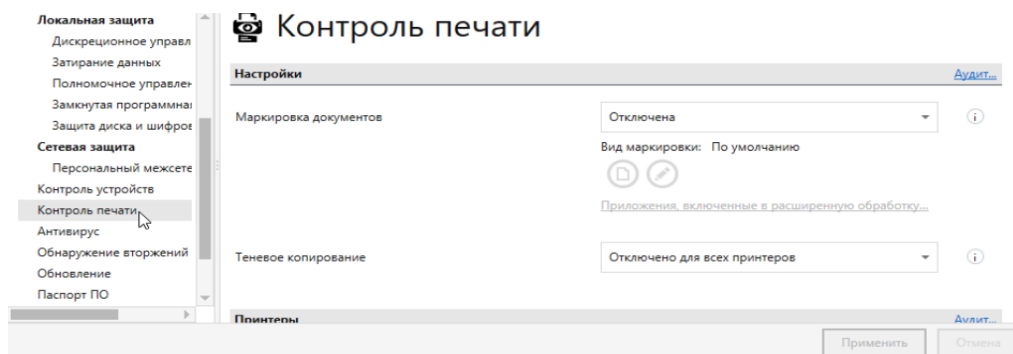 Локальная защита
Дискреционное управл
Затирание данных
Полномочное управлен
Замкнутая программна
Защита диска и шифров
Сетевая защита
Персональный межсете
Контроль устройств
Контроль печати
Антивирус
Обнаружение вторжений
Обновление
Паспорт ПО
Контроль печати
Настройки Аудит...
Маркировка документов Отключена
Вид маркировки: По умолчанию
Приложения, включенные в расширенную обработку...
Теневое копирование Отключено для всех принтеров
Принтеры Аудит...
Применить Отмена